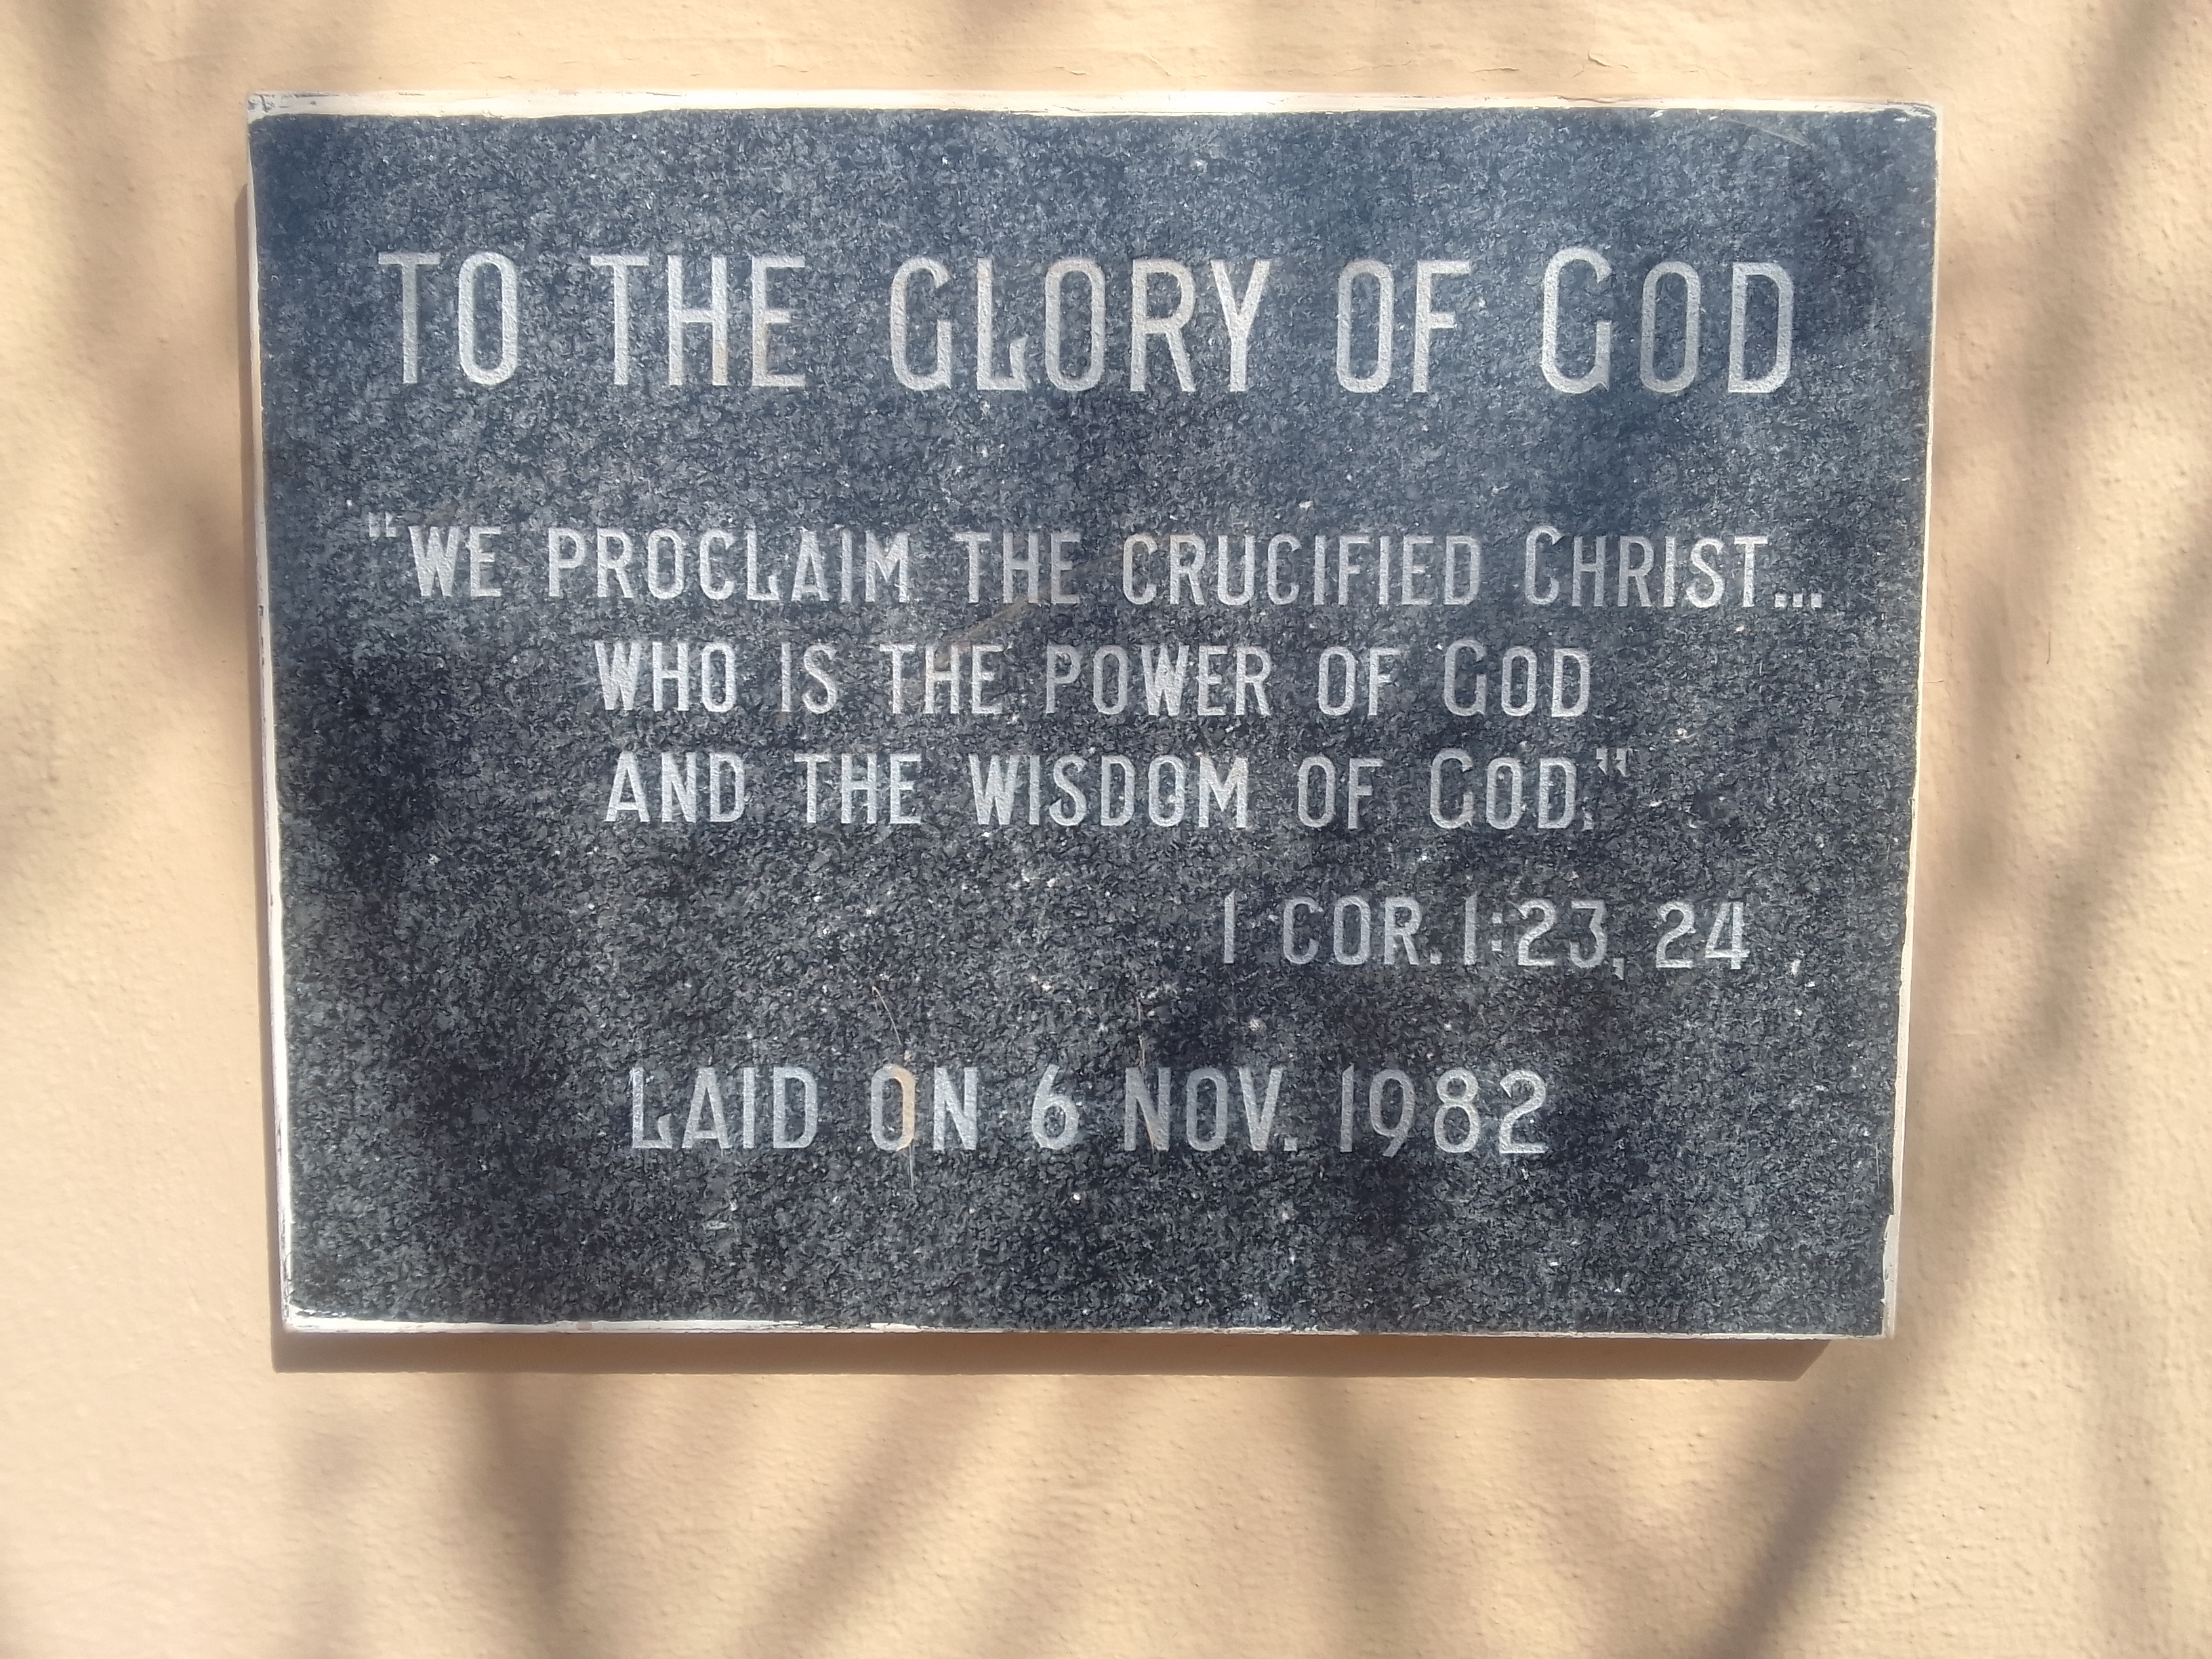 TO THE GLORY OF GOD
"WE PROCLAIM THE CRUCIFIED CHRIST...
WHO IS THE POWER OF GOD
AND THE WISDOM OF GOD."
1 COR. 1:23, 24
LAID ON 6 NOV. 1982